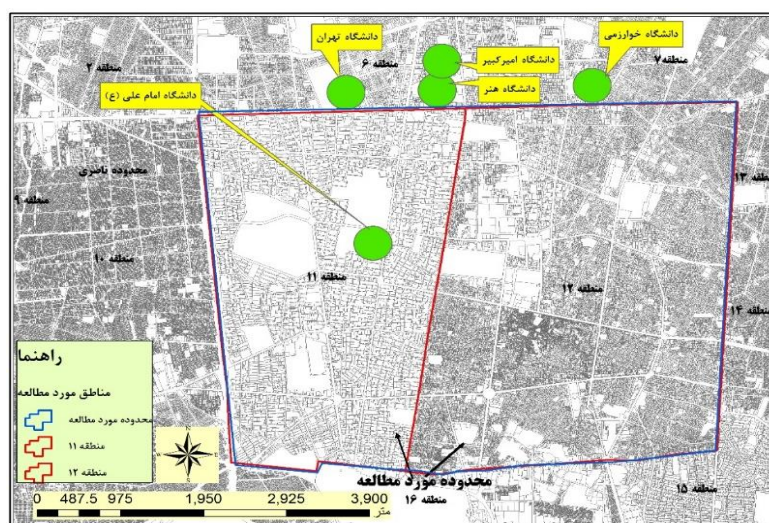 دانشگاه تهران
دانشگاه امیرکبیر
دانشگاه هنر
دانشگاه خوارزمی
دانشگاه امام علی (ع)
منطقه ۲
منطقه ۶
منطقه ۷
محدوده ناصری
منطقه ۹
منطقه ۱۰
منطقه ۱۱
منطقه ۱۲
منطقه ۱۳
منطقه ۱۴
محدوده مورد مطالعه
منطقه ۱۶
منطقه ۱۵
راهنما
مناطق مورد مطالعه
محدوده مورد مطالعه
منطقه ۱۱
منطقه ۱۲
0 487.5 975 1,950 2,925 3,900
متر